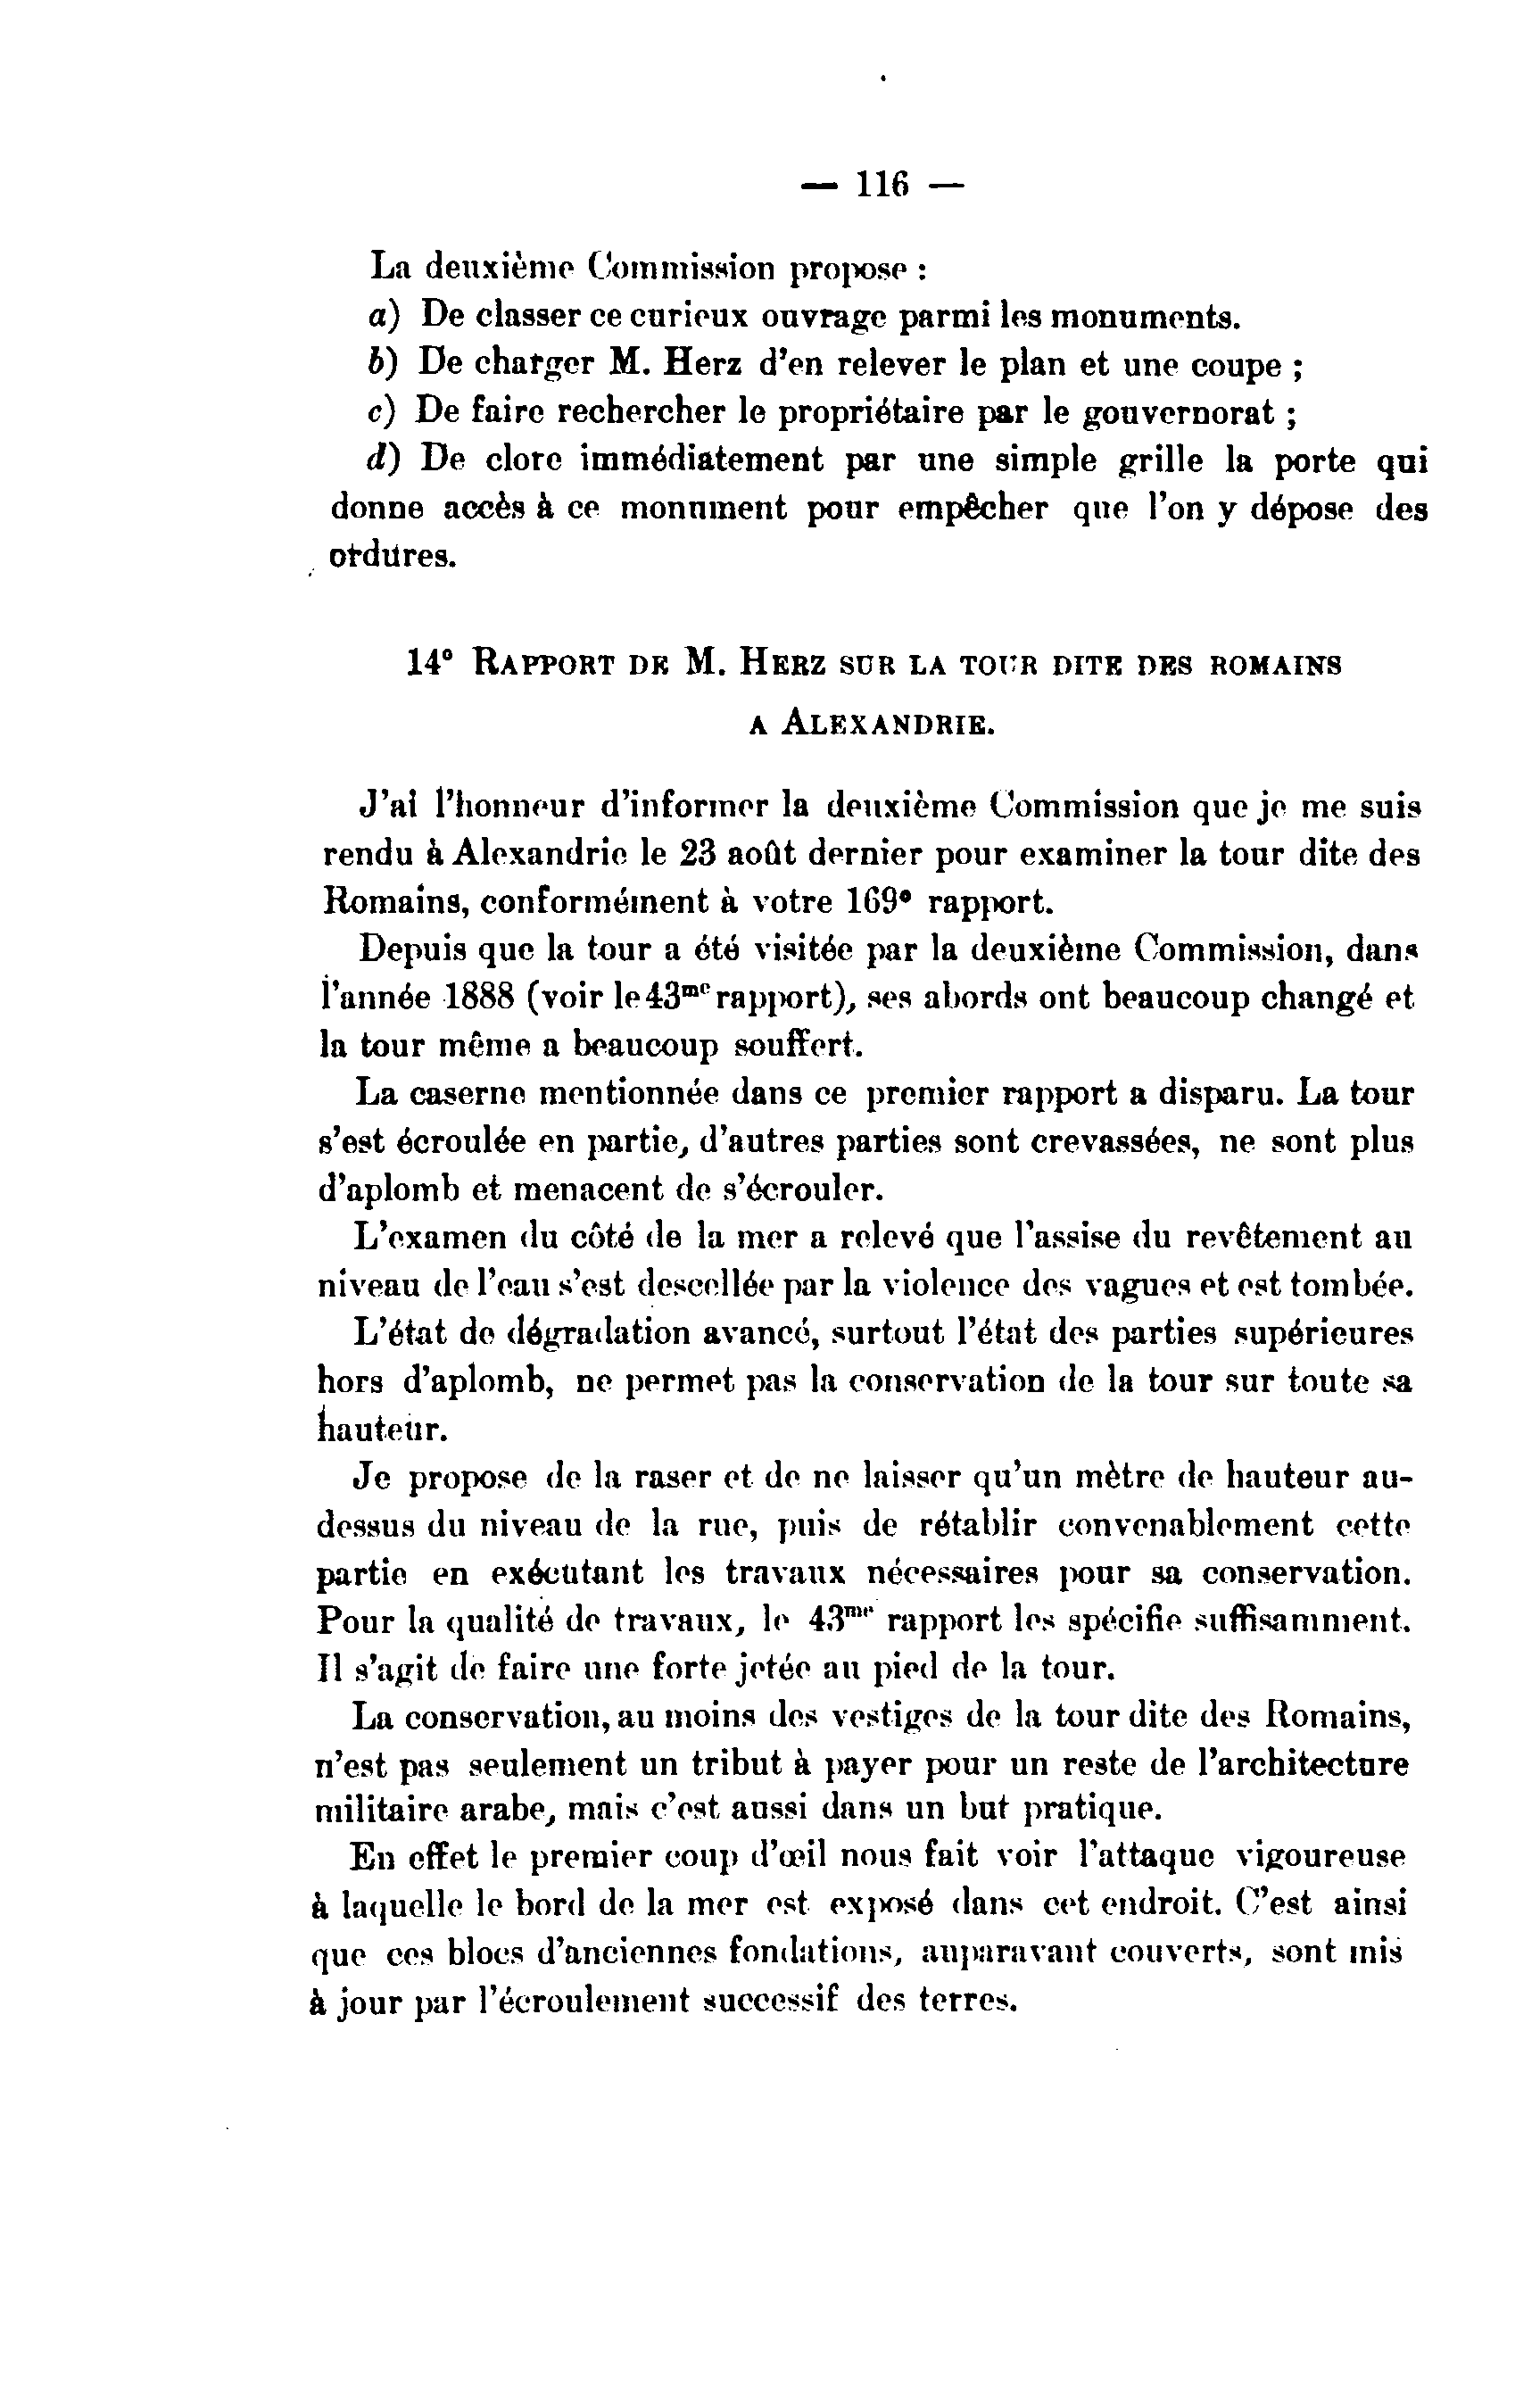 — 116 —
La deuxième Commission propose :
a) De classer ce curieux ouvrage parmi les monuments.
b) De charger M. Herz d'en relever le plan et une coupe ;
c) De faire rechercher le propriétaire par le gouvernorat ;
d) De clore immédiatement par une simple grille la porte qui
donne accès à ce monument pour empêcher que l'on y dépose des
ordures.
14° RAPPORT DE M. HERZ SUR LA TOUR DITE DES ROMAINS
A ALEXANDRIE.
J'ai l'honneur d'informer la deuxième Commission que je me suis
rendu à Alexandrie le 23 août dernier pour examiner la tour dite des
Romains, conformément à votre 169e rapport.
Depuis que la tour a été visitée par la deuxième Commission, dans
l'année 1888 (voir le 43me rapport), ses abords ont beaucoup changé et
la tour même a beaucoup souffert.
La caserne mentionnée dans ce premier rapport a disparu. La tour
s'est écroulée en partie, d'autres parties sont crevassées, ne sont plus
d'aplomb et menacent de s'écrouler.
L'examen du côté de la mer a relevé que l'assise du revêtement au
niveau de l'eau s'est descellée par la violence des vagues et est tombée.
L'état de dégradation avancé, surtout l'état des parties supérieures
hors d'aplomb, ne permet pas la conservation de la tour sur toute sa
hauteur.
Je propose de la raser et de ne laisser qu'un mètre de hauteur au-
dessus du niveau de la rue, puis de rétablir convenablement cette
partie en exécutant les travaux nécessaires pour sa conservation.
Pour la qualité de travaux, le 43me rapport les spécifie suffisamment.
Il s'agit de faire une forte jetée au pied de la tour.
La conservation, au moins des vestiges de la tour dite des Romains,
n'est pas seulement un tribut à payer pour un reste de l'architecture
militaire arabe, mais c'est aussi dans un but pratique.
En effet le premier coup d'œil nous fait voir l'attaque vigoureuse
à laquelle le bord de la mer est exposé dans cet endroit. C'est ainsi
que ces blocs d'anciennes fondations, auparavant couverts, sont mis
à jour par l'écroulement successif des terres.